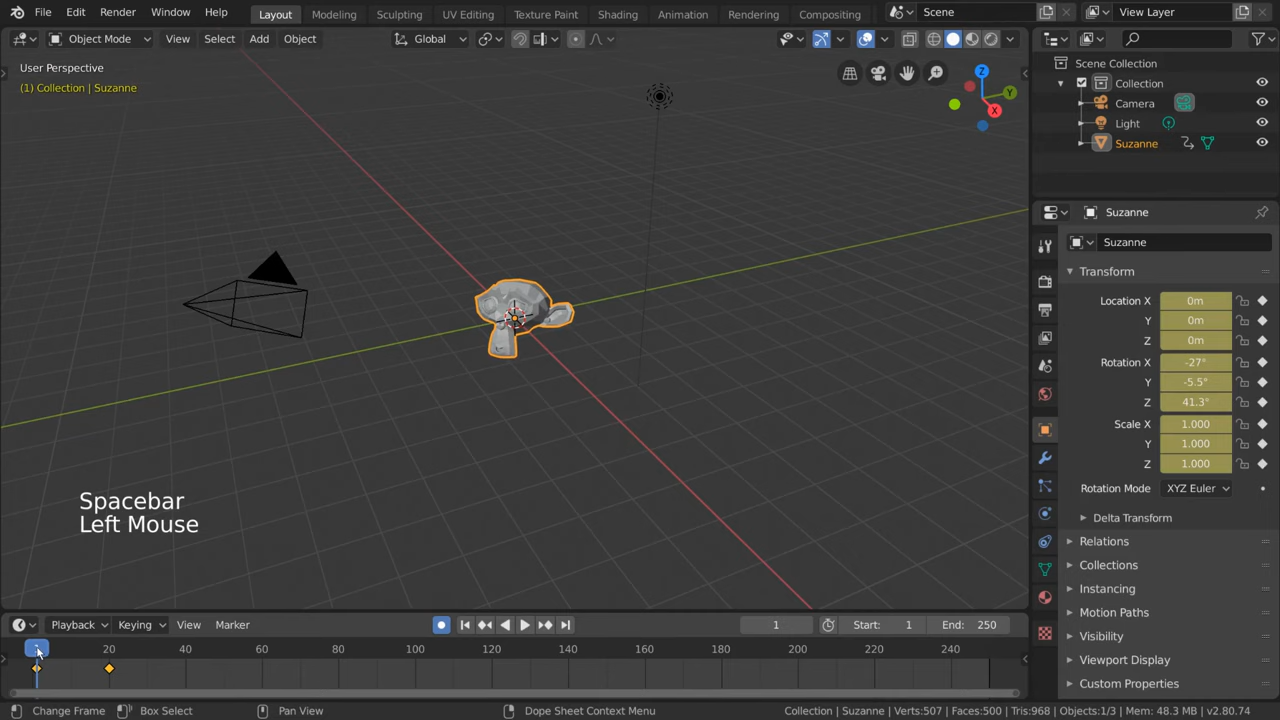 File Edit Render Window Help Layout Modeling Sculpting UV Editing Texture Paint Shading Animation Rendering Compositing Scene View Layer
Object Mode View Select Add Object Global
User Perspective
(1) Collection | Suzanne
Z
Y
X
Scene Collection
Collection
Camera
Light
Suzanne
Suzanne
Suzanne
Transform
Location X 0m
Y 0m
Z 0m
Rotation X -27°
Y -5.5°
Z 41.3°
Scale X 1.000
Y 1.000
Z 1.000
Rotation Mode XYZ Euler
Delta Transform
Relations
Collections
Instancing
Motion Paths
Visibility
Viewport Display
Custom Properties
Spacebar
Left Mouse
Playback Keying View Marker 1 Start: 1 End: 250
20 40 60 80 100 120 140 160 180 200 220 240
Change Frame Box Select Pan View Dope Sheet Context Menu Collection | Suzanne | Verts:507 | Faces:500 | Tris:968 | Objects:1/3 | Mem: 48.3 MB | v2.80.74